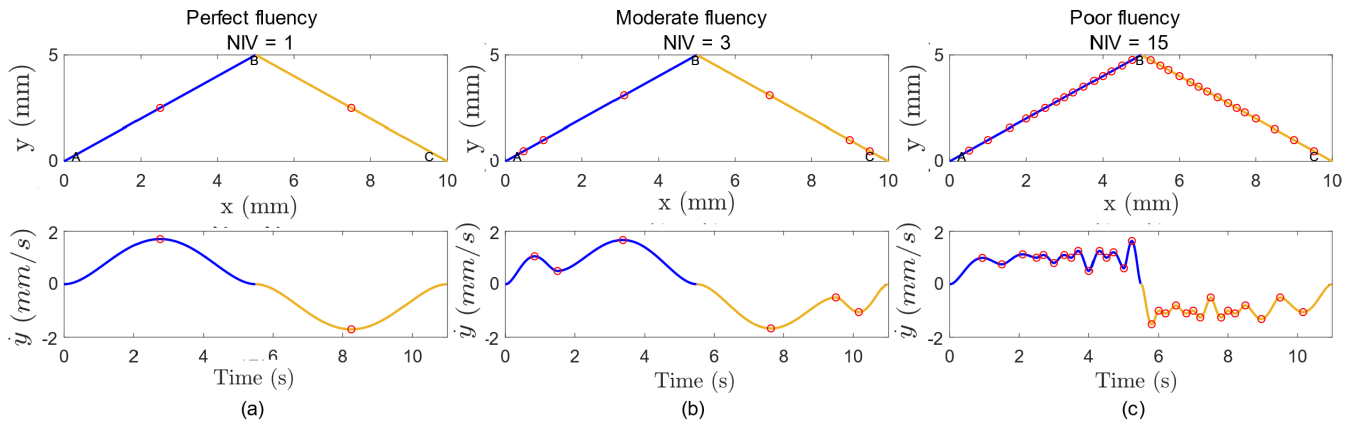 Perfect fluency
NIV = 1
5
0
y (mm)
A
B
C
0 2 4 6 8 10
x (mm)
2
0
-2
ẏ (mm/s)
0 2 4 6 8 10
Time (s)
(a)
Moderate fluency
NIV = 3
5
0
y (mm)
A
B
C
0 2 4 6 8 10
x (mm)
2
0
-2
ẏ (mm/s)
0 2 4 6 8 10
Time (s)
(b)
Poor fluency
NIV = 15
5
0
y (mm)
A
B
C
0 2 4 6 8 10
x (mm)
2
0
-2
ẏ (mm/s)
0 2 4 6 8 10
Time (s)
(c)